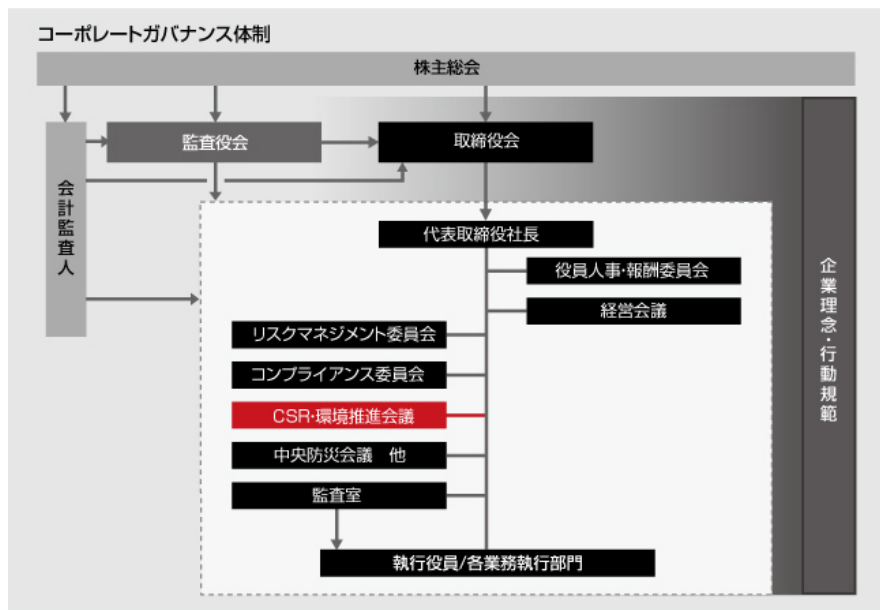 コーポレートガバナンス体制
株主総会
監査役会
取締役会
会計監査人
代表取締役社長
役員人事・報酬委員会
経営会議
リスクマネジメント委員会
コンプライアンス委員会
CSR・環境推進会議
中央防災会議 他
監査室
執行役員/各業務執行部門
企業理念・行動規範